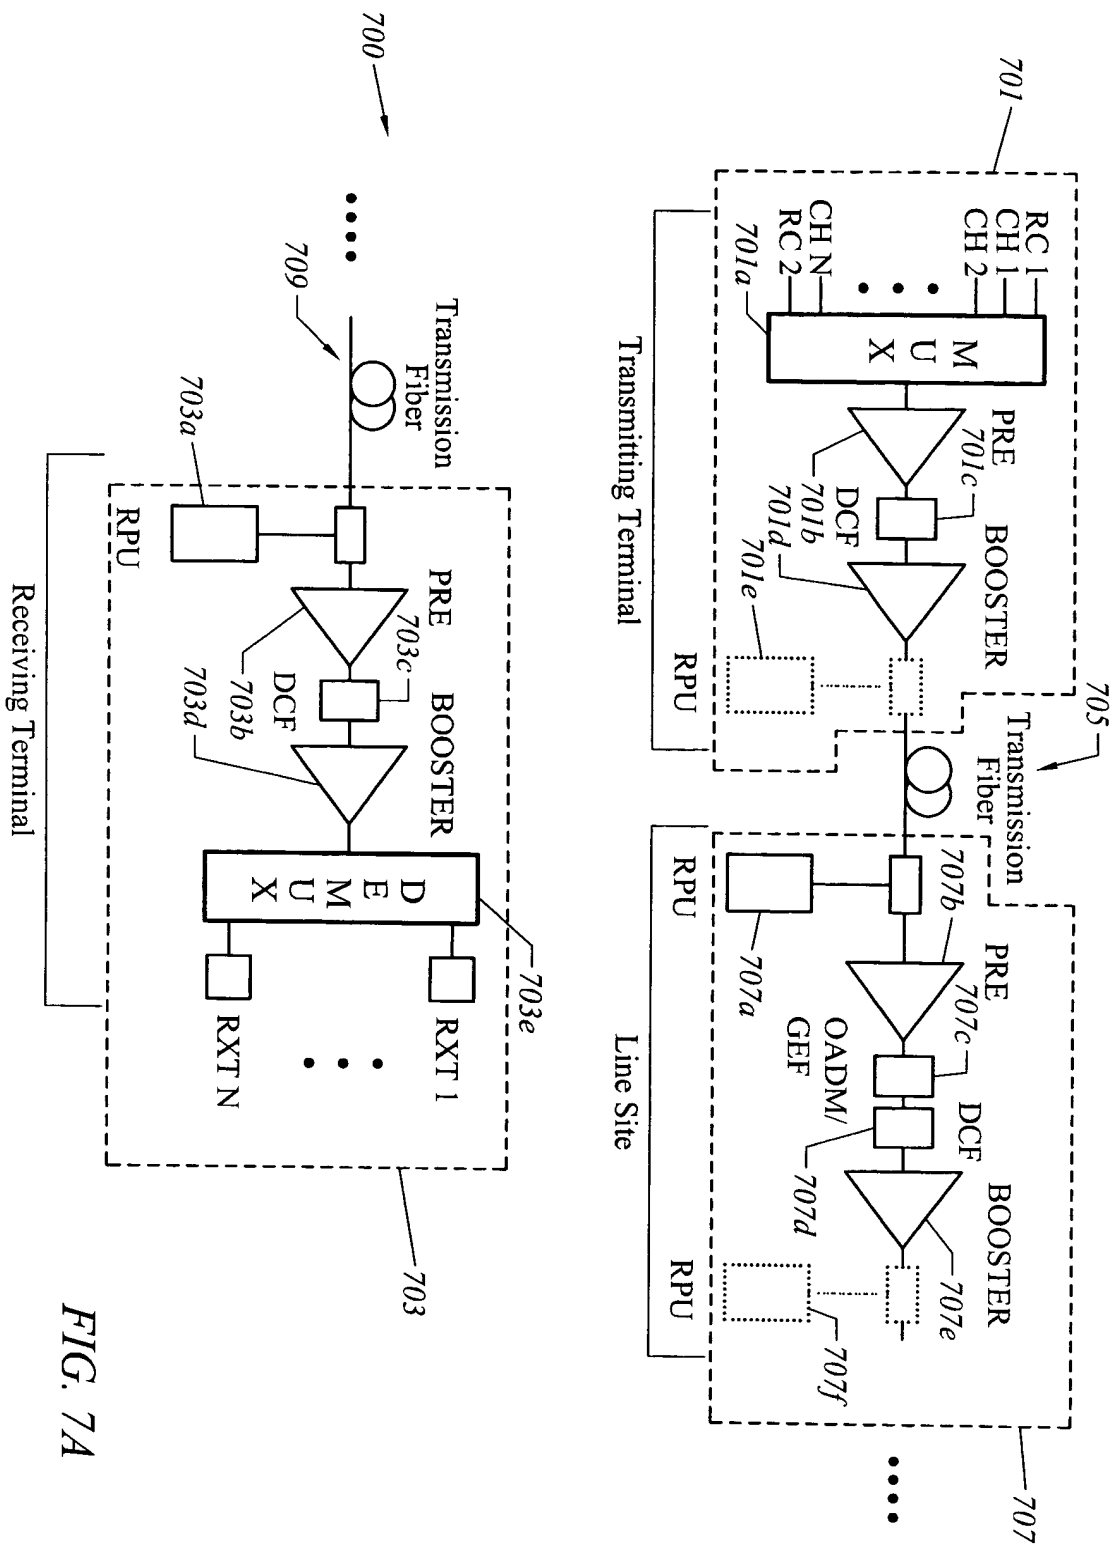 701
705
Transmission
Fiber
RC 1
CH 1
CH 2
CH N
RC 2
701a
M
U
X
PRE
701c
DCF
701b
701d
BOOSTER
701e
RPU
Transmitting Terminal
707b
PRE
707c
DCF
OADM/
GEF
707d
BOOSTER
707e
RPU
707a
RPU
707f
Line Site
707
700
709
Transmission
Fiber
703a
RPU
PRE
703c
DCF
703b
703d
BOOSTER
D
E
M
U
X
703e
RXT 1
RXT N
703
Receiving Terminal
FIG. 7A